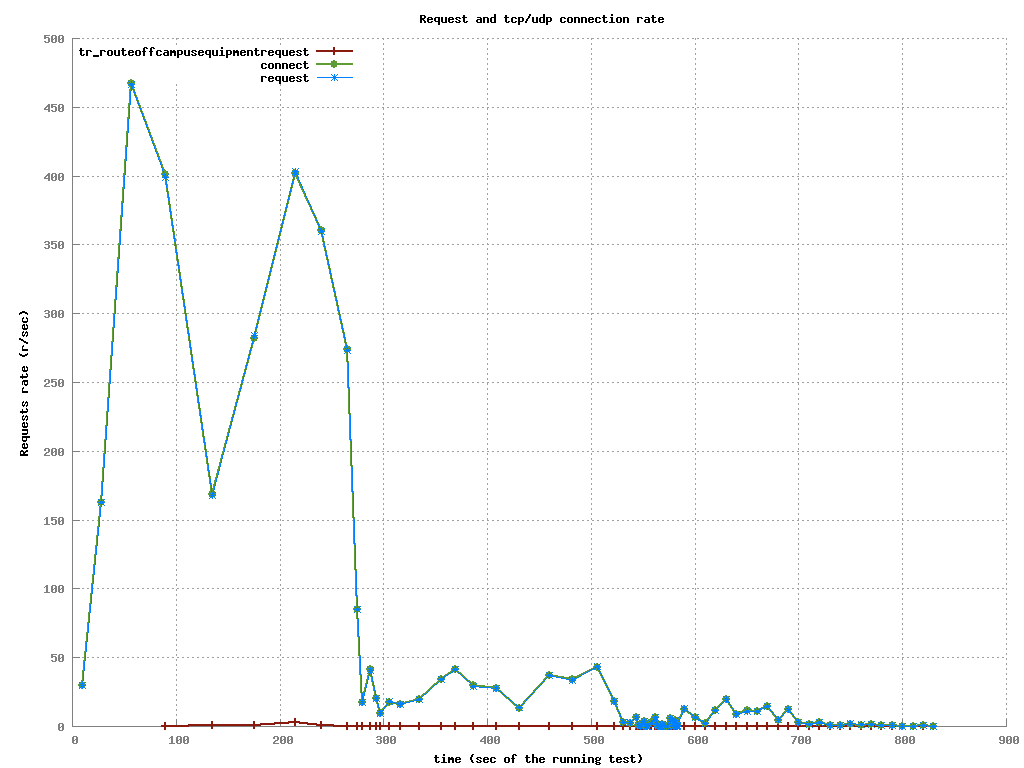 Request and tcp/udp connection rate
500
tr_routeoffcampusequipmentrequest
connect
request
450
400
350
300
250
200
150
100
50
0
Requests rate (r/sec)
0 100 200 300 400 500 600 700 800 900
time (sec of the running test)